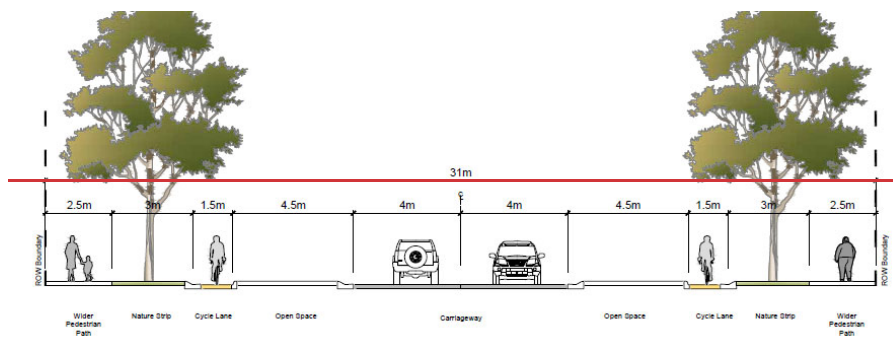 31m
2.5m 3m 1.5m 4.5m 4m 4m 4.5m 1.5m 3m 2.5m
ROW Boundary
ROW Boundary
Wider Pedestrian Path
Nature Strip
Cycle Lane
Open Space
Carriageway
Open Space
Cycle Lane
Nature Strip
Wider Pedestrian Path